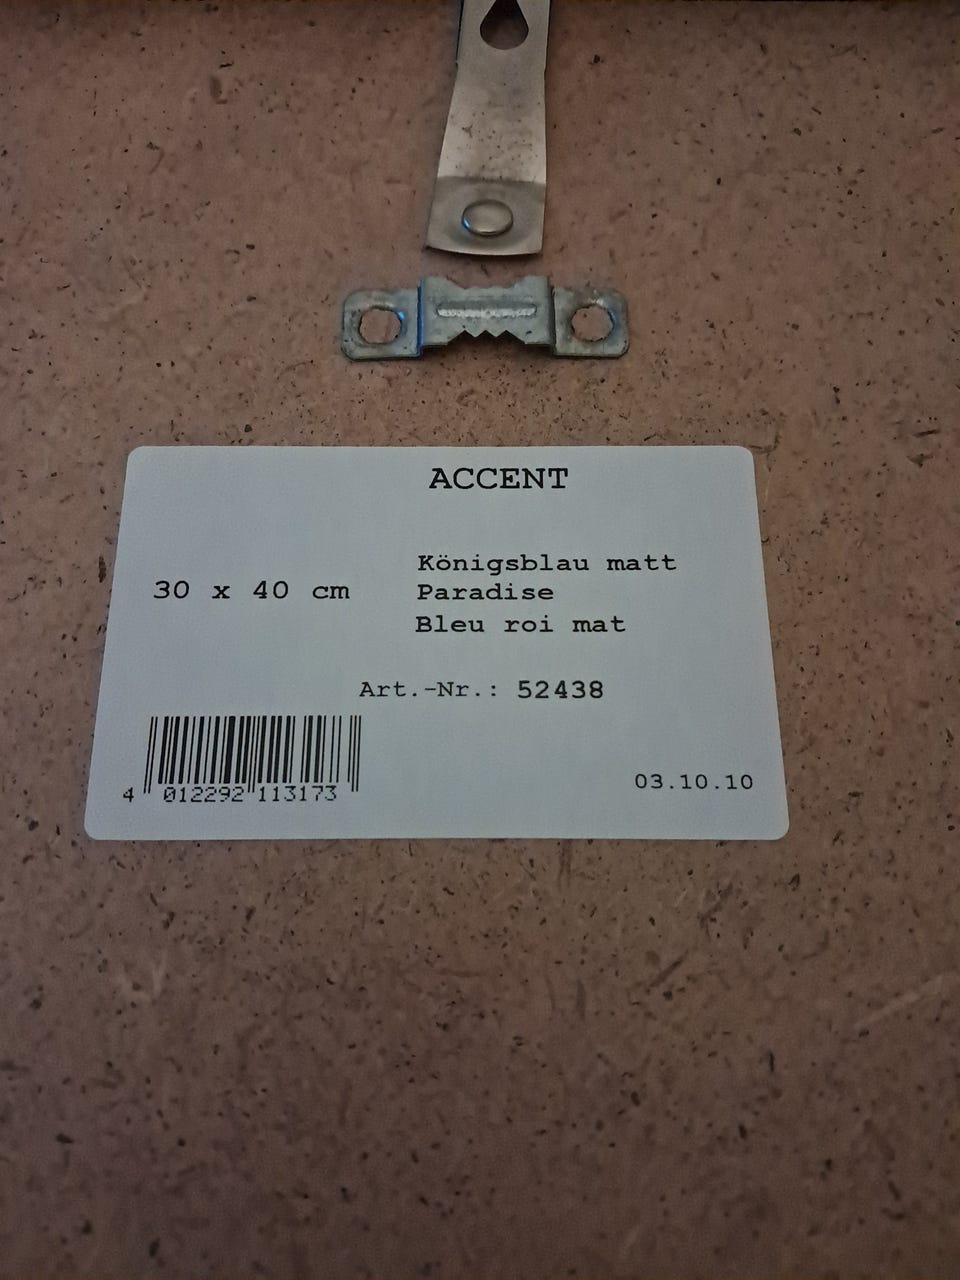 ACCENT
30 x 40 cm
Königsblau matt
Paradise
Bleu roi mat
Art.-Nr.: 52438
4 012292 113173
03.10.10